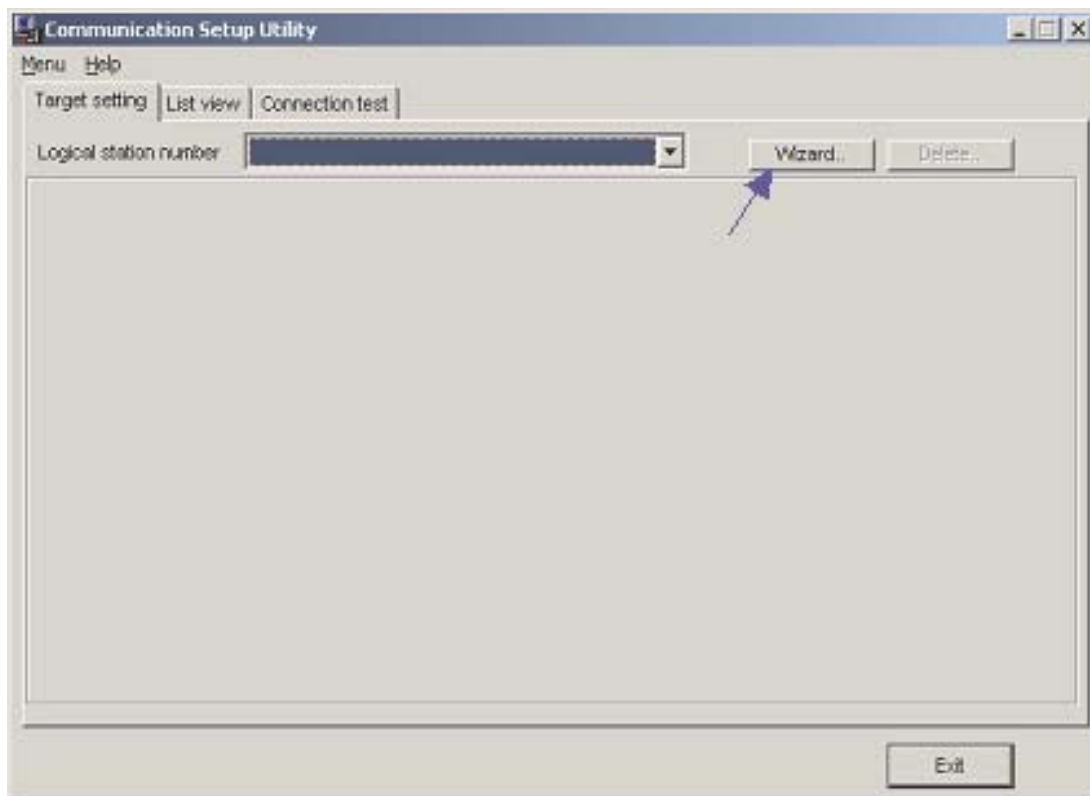 Communication Setup Utility
Menu Help
Target setting List view Connection test
Logical station number Wizard.. Delete..
Exit